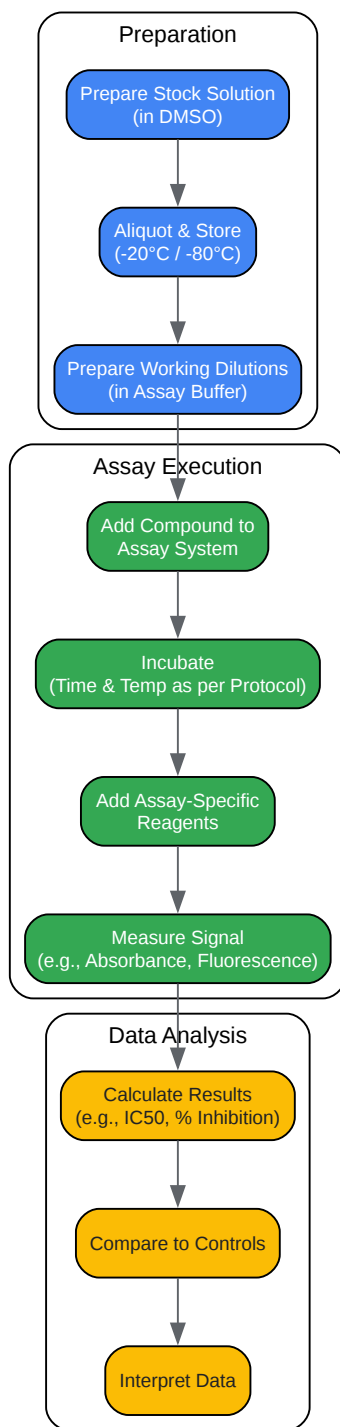 Preparation
Prepare Stock Solution
(in DMSO)
Aliquot & Store
(-20°C / -80°C)
Prepare Working Dilutions
(in Assay Buffer)
Assay Execution
Add Compound to
Assay System
Incubate
(Time & Temp as per Protocol)
Add Assay-Specific
Reagents
Measure Signal
(e.g., Absorbance, Fluorescence)
Data Analysis
Calculate Results
(e.g., IC50, % Inhibition)
Compare to Controls
Interpret Data